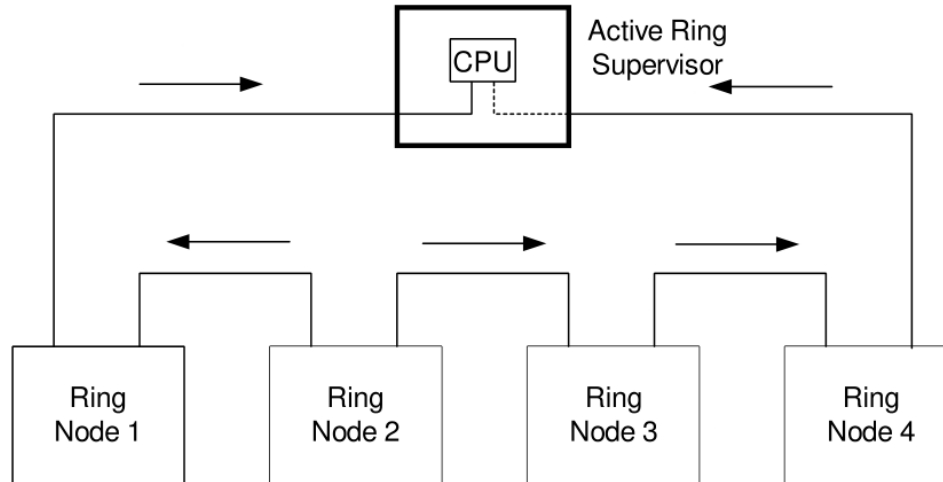 Active Ring
Supervisor
CPU
Ring
Node 1
Ring
Node 2
Ring
Node 3
Ring
Node 4